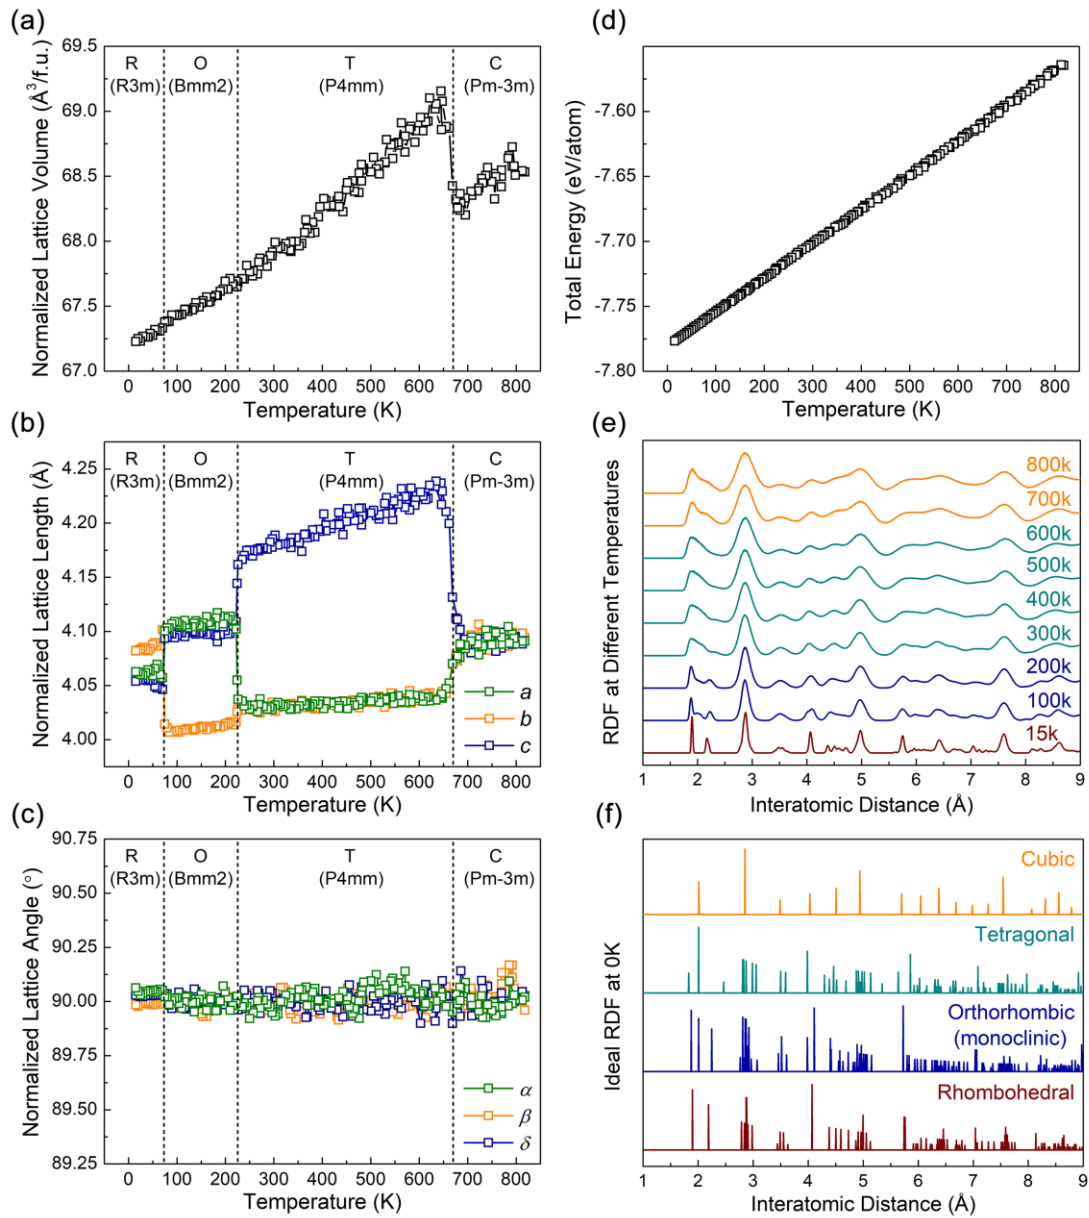 (a)
Normalized Lattice Volume (Å³/f.u.)
69.5
69.0
68.5
68.0
67.5
67.0
R
(R3m)
O
(Bmm2)
T
(P4mm)
C
(Pm-3m)
0 100 200 300 400 500 600 700 800
Temperature (K)
(d)
Total Energy (eV/atom)
-7.60
-7.65
-7.70
-7.75
-7.80
0 100 200 300 400 500 600 700 800
Temperature (K)
(b)
Normalized Lattice Length (Å)
4.25
4.20
4.15
4.10
4.05
4.00
R
(R3m)
O
(Bmm2)
T
(P4mm)
C
(Pm-3m)
a
b
c
0 100 200 300 400 500 600 700 800
Temperature (K)
(e)
RDF at Different Temperatures
800k
700k
600k
500k
400k
300k
200k
100k
15k
1 2 3 4 5 6 7 8 9
Interatomic Distance (Å)
(c)
Normalized Lattice Angle (°)
90.75
90.50
90.25
90.00
89.75
89.50
89.25
R
(R3m)
O
(Bmm2)
T
(P4mm)
C
(Pm-3m)
α
β
δ
0 100 200 300 400 500 600 700 800
Temperature (K)
(f)
Ideal RDF at 0K
Cubic
Tetragonal
Orthorhombic
(monoclinic)
Rhombohedral
1 2 3 4 5 6 7 8 9
Interatomic Distance (Å)